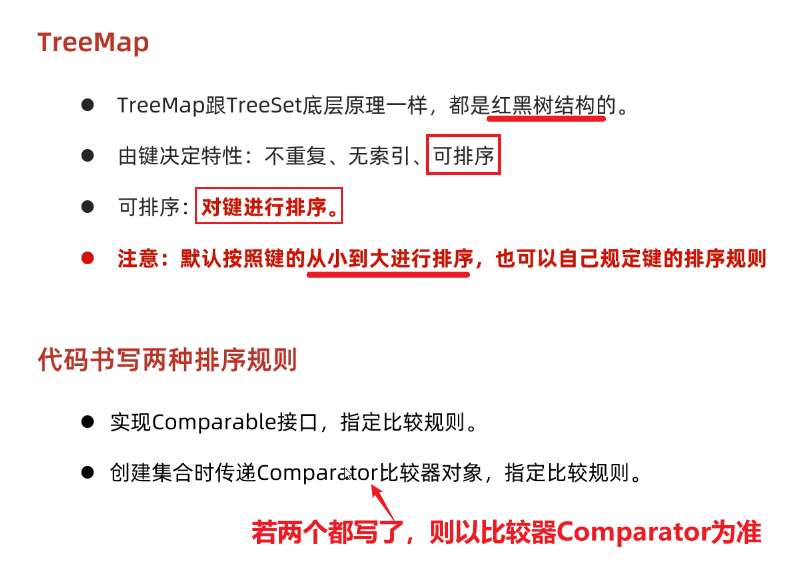 TreeMap
TreeMap跟TreeSet底层原理一样，都是红黑树结构的。
由键决定特性：不重复、无索引、可排序
可排序：对键进行排序。
注意：默认按照键的从小到大进行排序，也可以自己规定键的排序规则
代码书写两种排序规则
实现Comparable接口，指定比较规则。
创建集合时传递Comparator比较器对象，指定比较规则。
若两个都写了，则以比较器Comparator为准